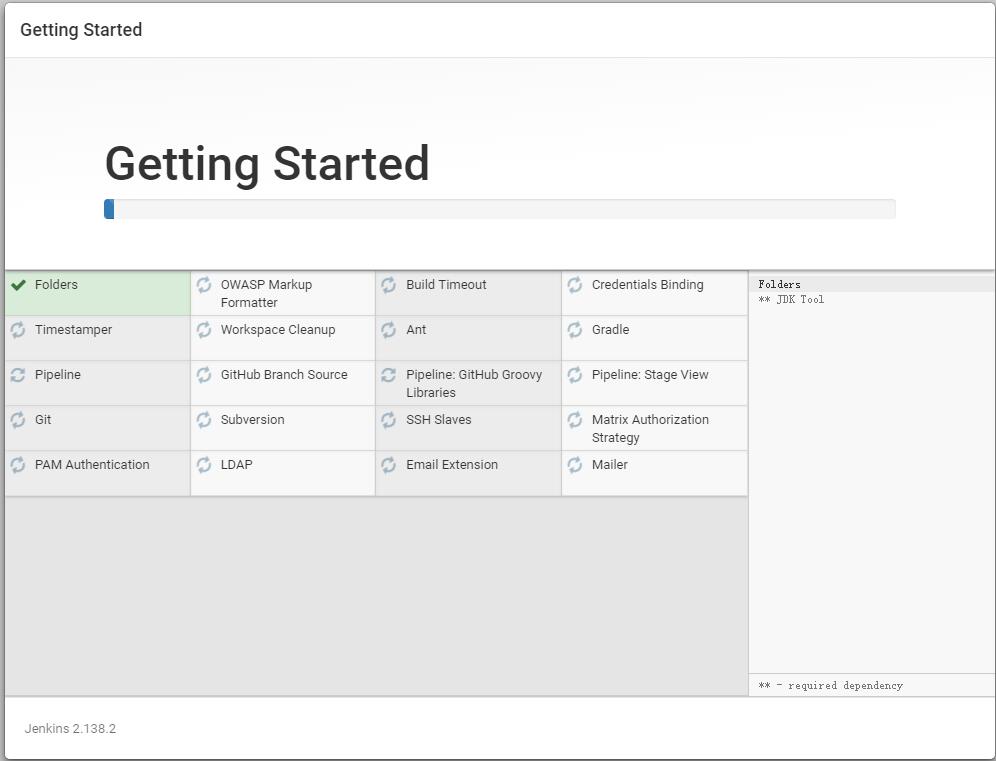 Getting Started
Getting Started
Folders
OWASP Markup
Formatter
Build Timeout
Credentials Binding
Timestamper
Workspace Cleanup
Ant
Gradle
Pipeline
GitHub Branch Source
Pipeline: GitHub Groovy
Libraries
Pipeline: Stage View
Git
Subversion
SSH Slaves
Matrix Authorization
Strategy
PAM Authentication
LDAP
Email Extension
Mailer
Folders
** JDK Tool
** - required dependency
Jenkins 2.138.2